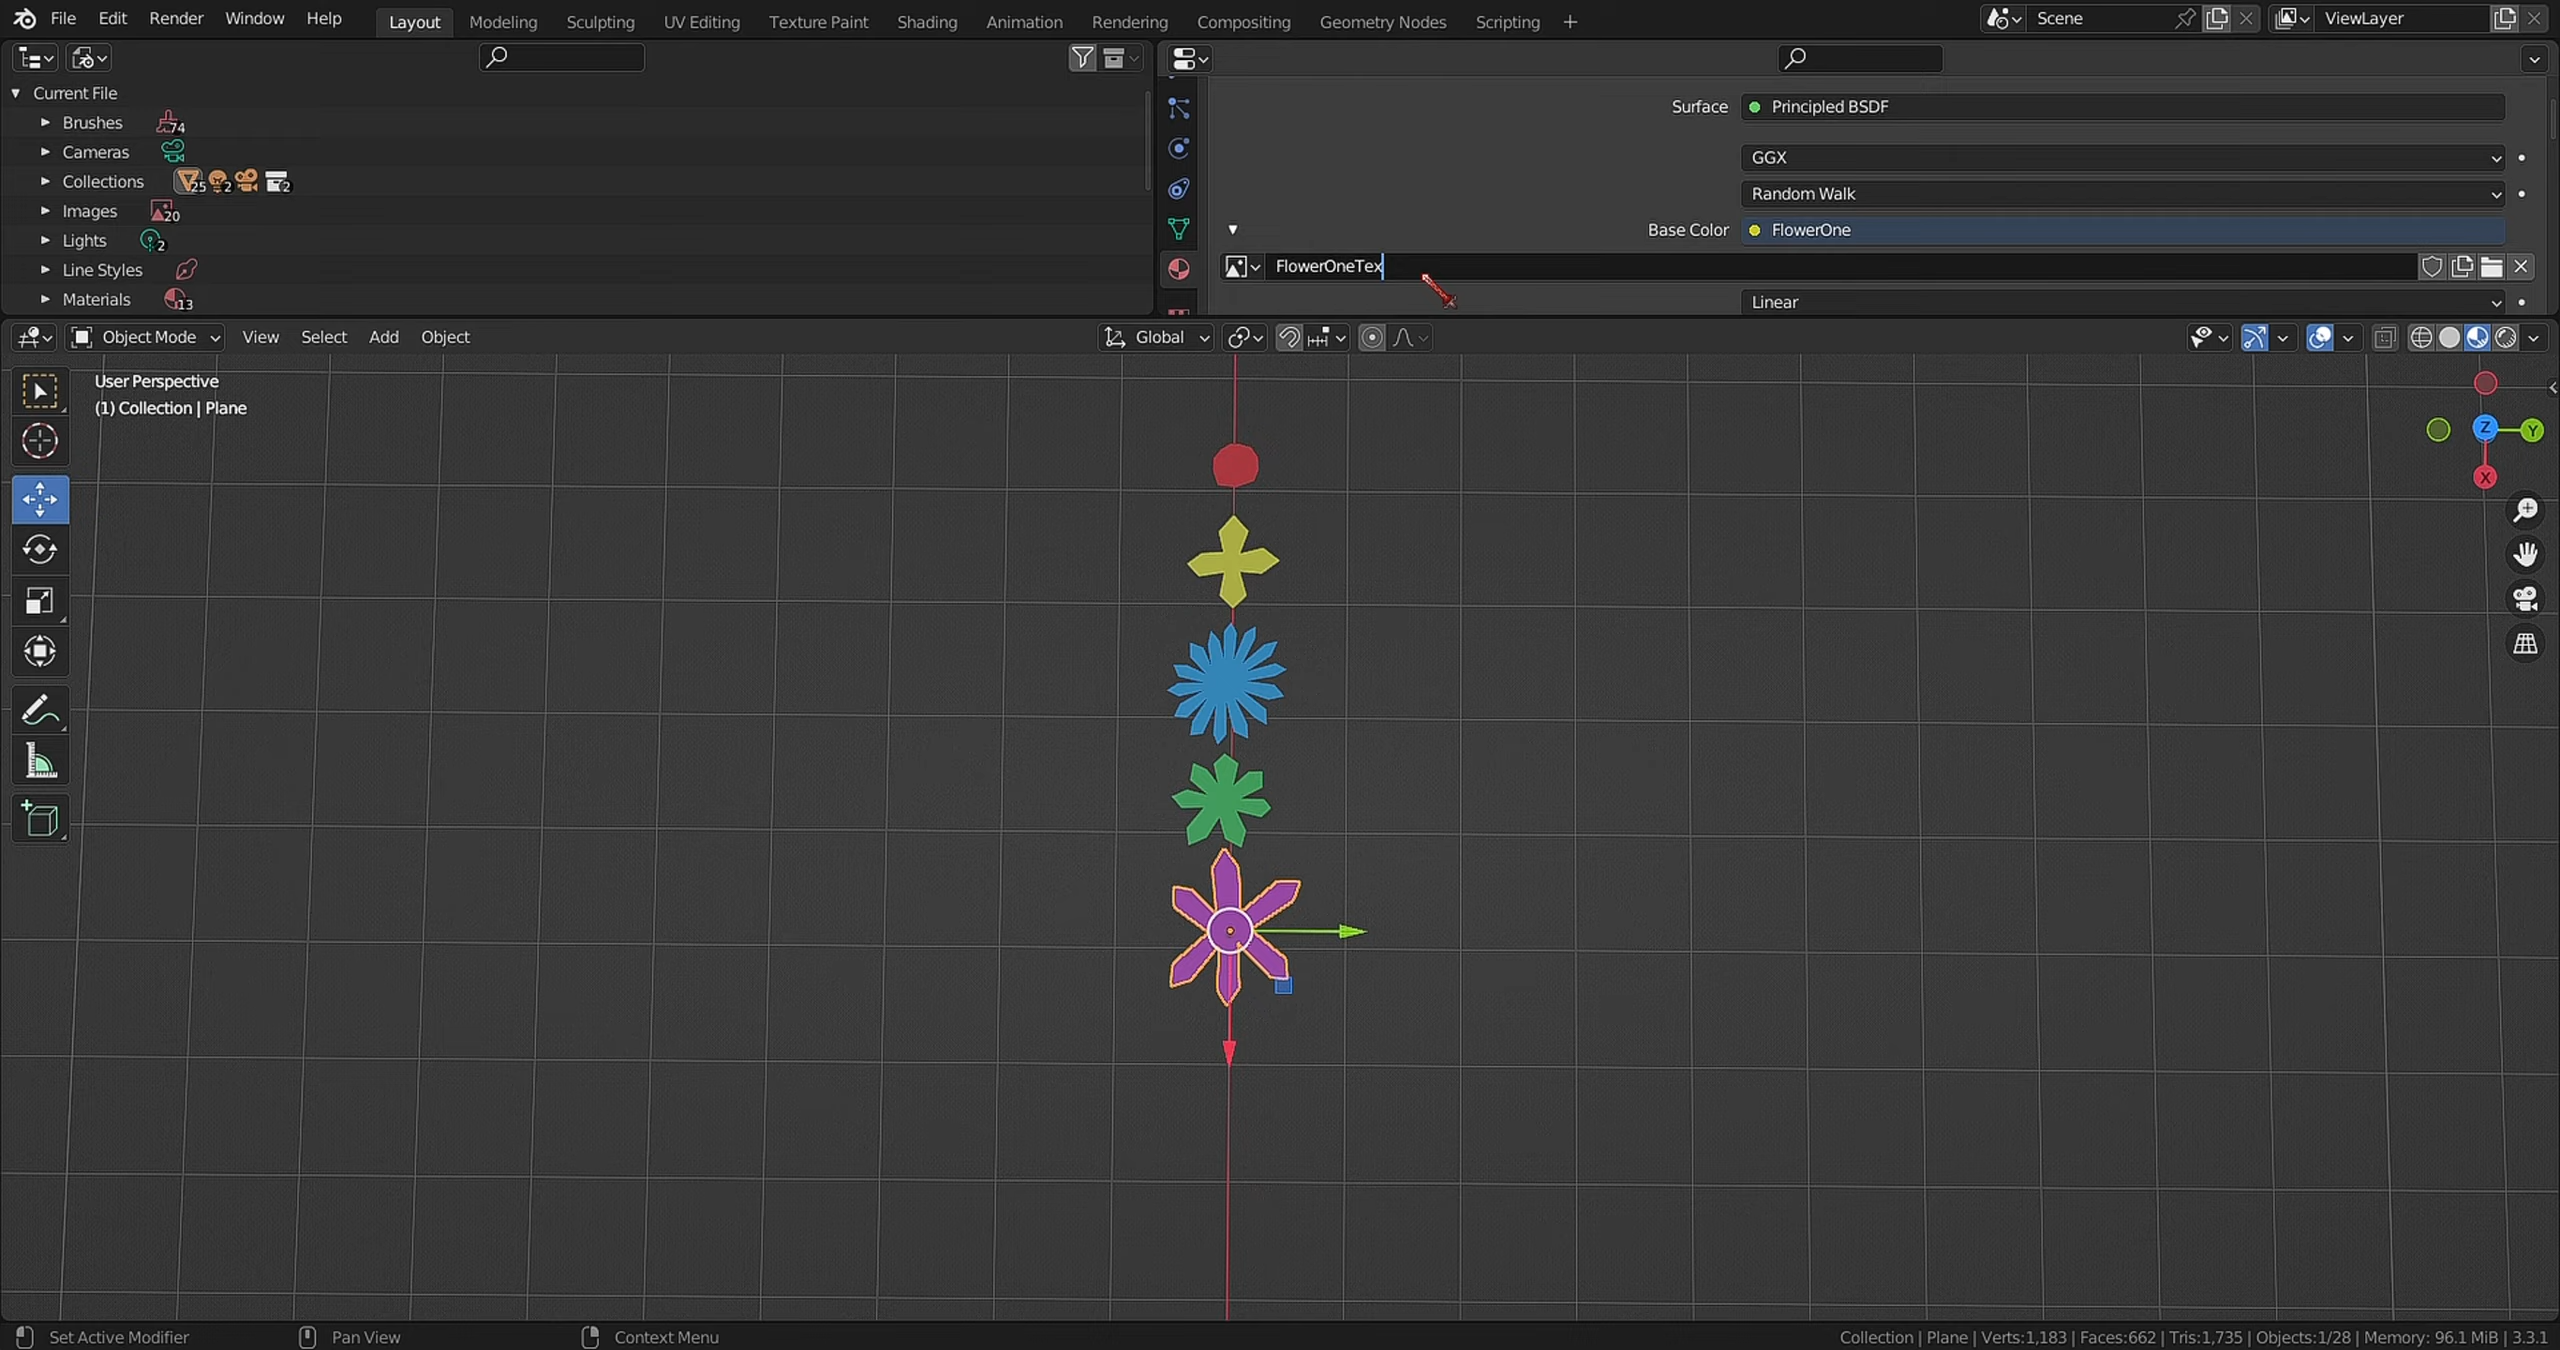 File Edit Render Window Help Layout Modeling Sculpting UV Editing Texture Paint Shading Animation Rendering Compositing Geometry Nodes Scripting + Scene ViewLayer
Current File
Brushes 74
Cameras
Collections 25 2 2
Images 20
Lights 2
Line Styles
Materials 13
Surface Principled BSDF
GGX
Random Walk
Base Color FlowerOne
FlowerOneTex
Linear
Object Mode View Select Add Object Global
User Perspective
(1) Collection | Plane
Z Y
X
Set Active Modifier Pan View Context Menu Collection | Plane | Verts:1,183 | Faces:662 | Tris:1,735 | Objects:1/28 | Memory: 96.1 MiB | 3.3.1